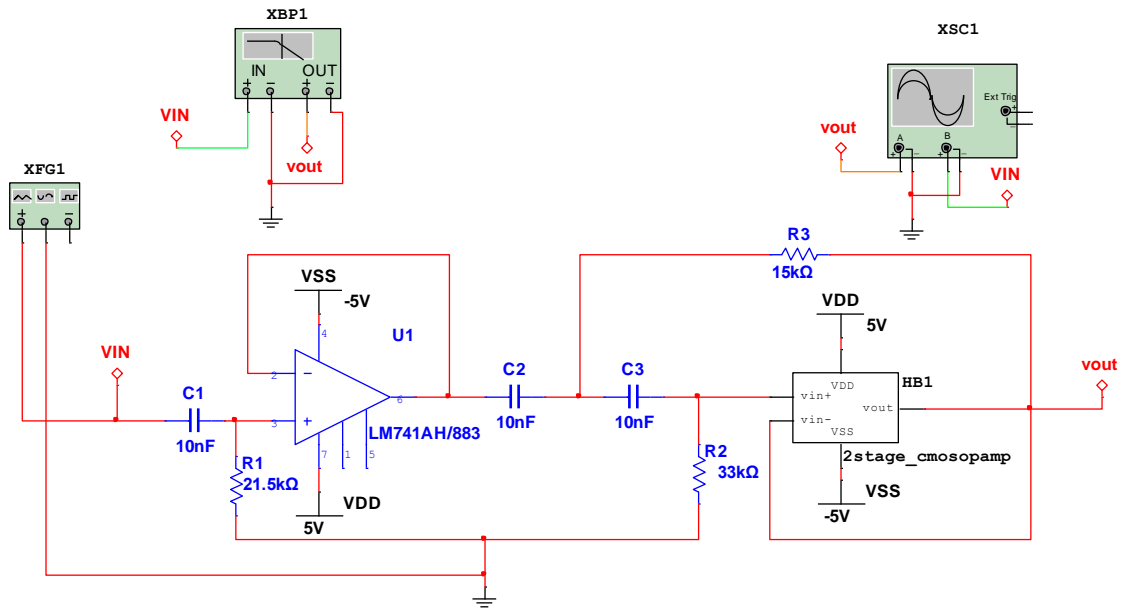 XBP1
XSC1
IN OUT
+ − + −
Ext Trig
+
−
A B
+ − + −
VIN
vout
vout
VIN
XFG1
+ −
R3
15kΩ
VSS
-5V
VDD
5V
4
U1
VIN
C1
10nF
2
3
6
LM741AH/883
7 1 5
C2
10nF
C3
10nF
HB1
VDD
vin+
vout
vin-
VSS
vout
2stage_cmosopamp
R1
21.5kΩ
R2
33kΩ
VDD
5V
VSS
-5V